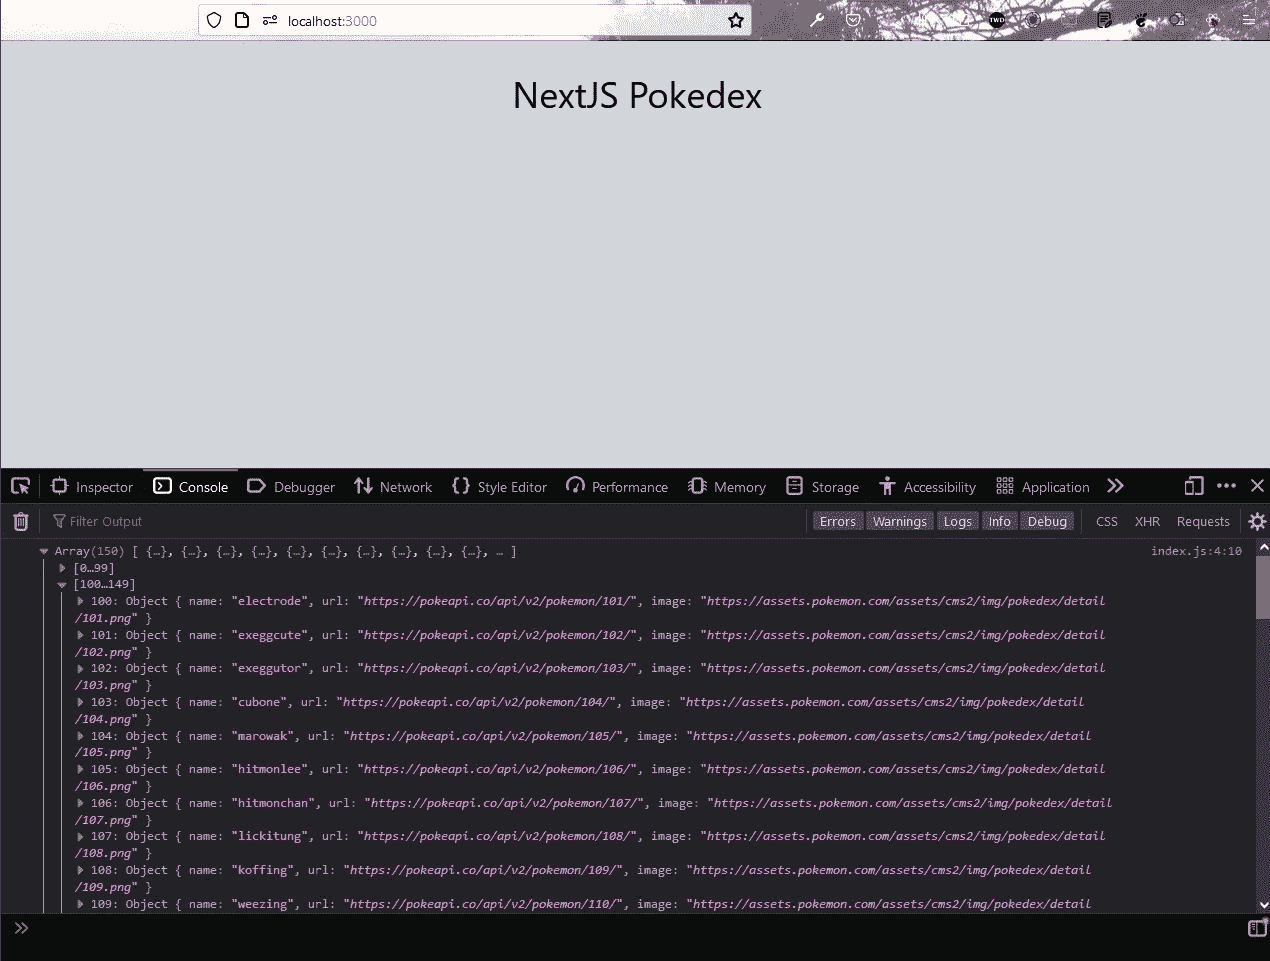 localhost:3000
TWD
NextJS Pokedex
Inspector Console Debugger Network Style Editor Performance Memory Storage Accessibility Application
Filter Output Errors Warnings Logs Info Debug CSS XHR Requests
Array(150) [ {…}, {…}, {…}, {…}, {…}, {…}, {…}, {…}, {…}, {…}, … ] index.js:4:10
[0…99]
[100…149]
100: Object { name: "electrode", url: "https://pokeapi.co/api/v2/pokemon/101/", image: "https://assets.pokemon.com/assets/cms2/img/pokedex/detail
/101.png" }
101: Object { name: "exeggcute", url: "https://pokeapi.co/api/v2/pokemon/102/", image: "https://assets.pokemon.com/assets/cms2/img/pokedex/detail
/102.png" }
102: Object { name: "exeggutor", url: "https://pokeapi.co/api/v2/pokemon/103/", image: "https://assets.pokemon.com/assets/cms2/img/pokedex/detail
/103.png" }
103: Object { name: "cubone", url: "https://pokeapi.co/api/v2/pokemon/104/", image: "https://assets.pokemon.com/assets/cms2/img/pokedex/detail
/104.png" }
104: Object { name: "marowak", url: "https://pokeapi.co/api/v2/pokemon/105/", image: "https://assets.pokemon.com/assets/cms2/img/pokedex/detail
/105.png" }
105: Object { name: "hitmonlee", url: "https://pokeapi.co/api/v2/pokemon/106/", image: "https://assets.pokemon.com/assets/cms2/img/pokedex/detail
/106.png" }
106: Object { name: "hitmonchan", url: "https://pokeapi.co/api/v2/pokemon/107/", image: "https://assets.pokemon.com/assets/cms2/img/pokedex/detail
/107.png" }
107: Object { name: "lickitung", url: "https://pokeapi.co/api/v2/pokemon/108/", image: "https://assets.pokemon.com/assets/cms2/img/pokedex/detail
/108.png" }
108: Object { name: "koffing", url: "https://pokeapi.co/api/v2/pokemon/109/", image: "https://assets.pokemon.com/assets/cms2/img/pokedex/detail
/109.png" }
109: Object { name: "weezing", url: "https://pokeapi.co/api/v2/pokemon/110/", image: "https://assets.pokemon.com/assets/cms2/img/pokedex/detail